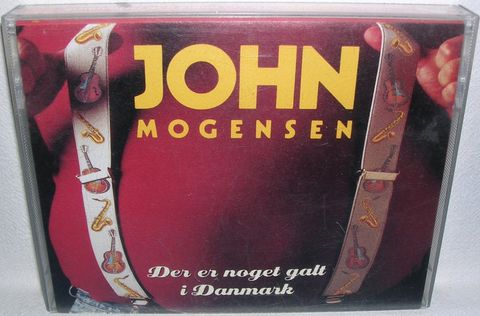 JOHN
MOGENSEN
Der er noget galt
i Danmark